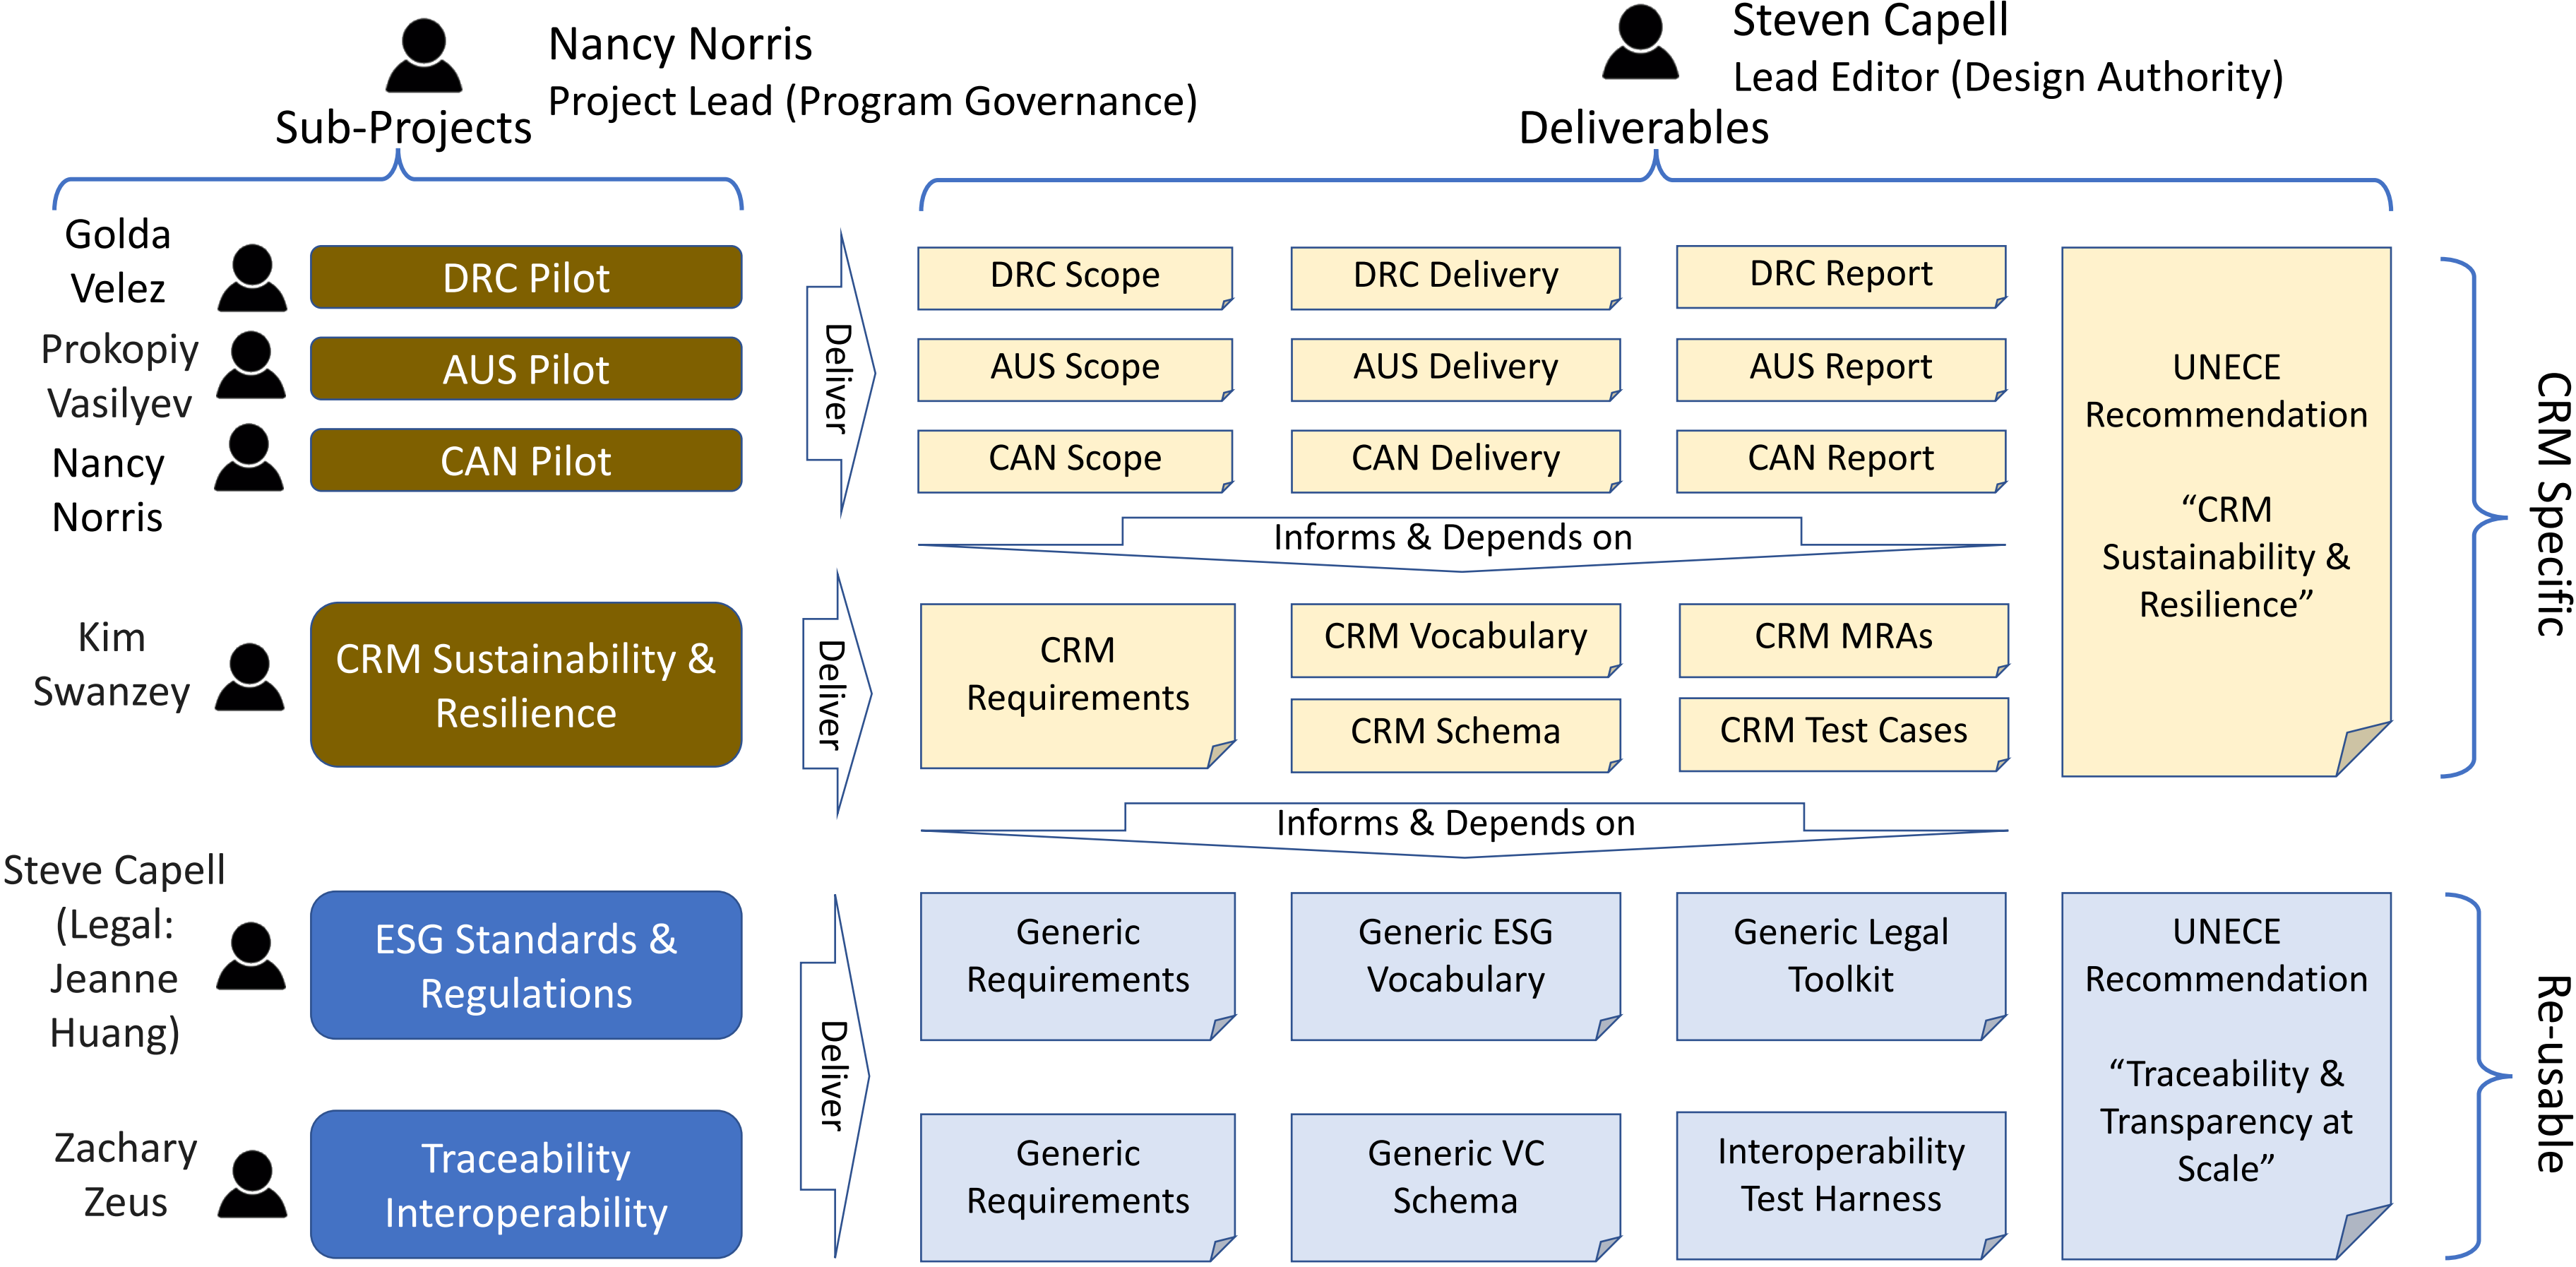 Nancy Norris
Project Lead (Program Governance)
Sub-Projects
Steven Capell
Lead Editor (Design Authority)
Deliverables
Golda
Velez
DRC Pilot
Prokopiy
Vasilyev
AUS Pilot
Nancy
Norris
CAN Pilot
Deliver
DRC Scope
DRC Delivery
DRC Report
AUS Scope
AUS Delivery
AUS Report
CAN Scope
CAN Delivery
CAN Report
Informs & Depends on
UNECE
Recommendation
“CRM
Sustainability &
Resilience”
CRM Specific
Kim
Swanzey
CRM Sustainability &
Resilience
Deliver
CRM
Requirements
CRM Vocabulary
CRM MRAs
CRM Schema
CRM Test Cases
Informs & Depends on
Steve Capell
(Legal:
Jeanne
Huang)
ESG Standards &
Regulations
Zachary
Zeus
Traceability
Interoperability
Deliver
Generic
Requirements
Generic ESG
Vocabulary
Generic Legal
Toolkit
Generic
Requirements
Generic VC
Schema
Interoperability
Test Harness
UNECE
Recommendation
“Traceability &
Transparency at
Scale”
Re-usable